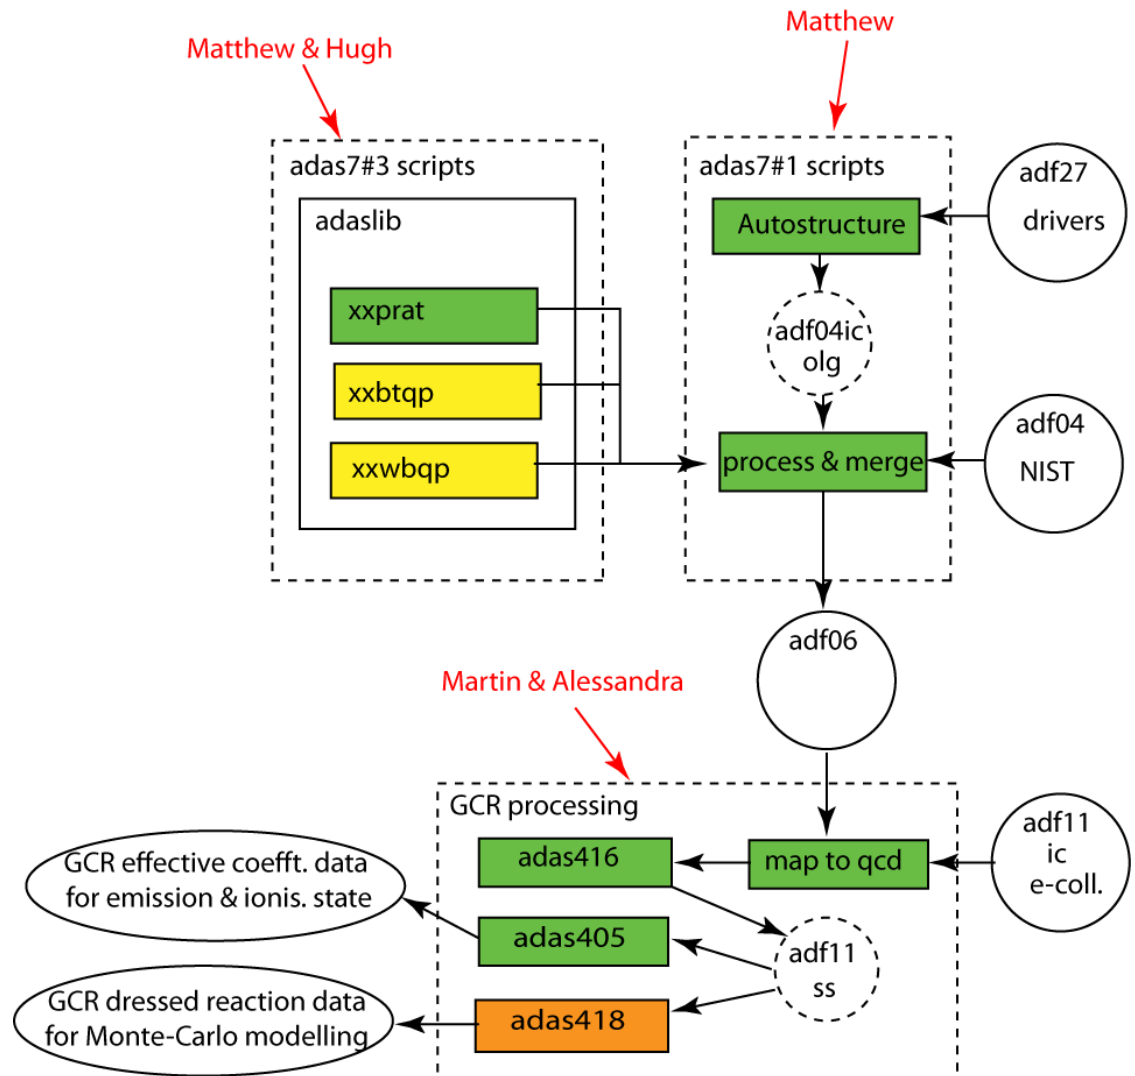 Matthew & Hugh
Matthew
adas7#3 scripts
adaslib
xxprat
xxbtqp
xxwbqp
adas7#1 scripts
Autostructure
adf27
drivers
adf04ic
olg
process & merge
adf04
NIST
adf06
Martin & Alessandra
GCR processing
adas416
map to qcd
adf11
ic
e-coll.
adas405
adf11
ss
adas418
GCR effective coefft. data
for emission & ionis. state
GCR dressed reaction data
for Monte-Carlo modelling